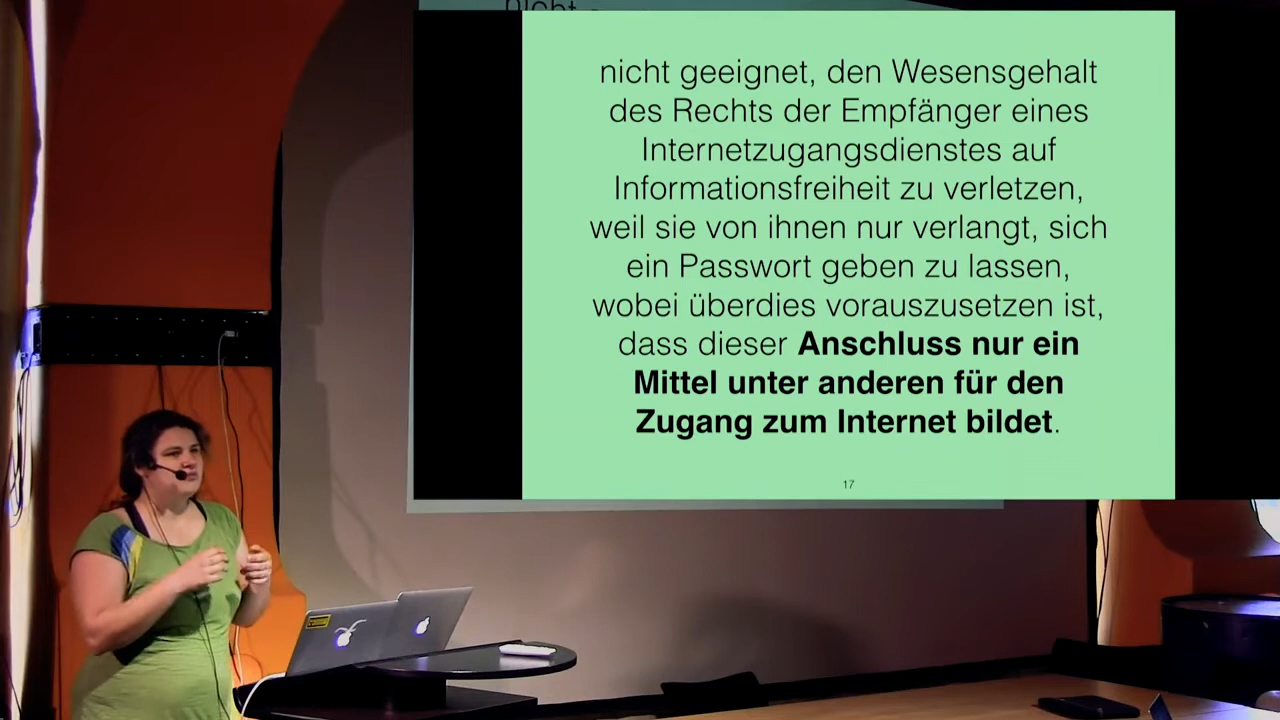 nicht
nicht geeignet, den Wesensgehalt
des Rechts der Empfänger eines
Internetzugangsdienstes auf
Informationsfreiheit zu verletzen,
weil sie von ihnen nur verlangt, sich
ein Passwort geben zu lassen,
wobei überdies vorauszusetzen ist,
dass dieser Anschluss nur ein
Mittel unter anderen für den
Zugang zum Internet bildet.
17